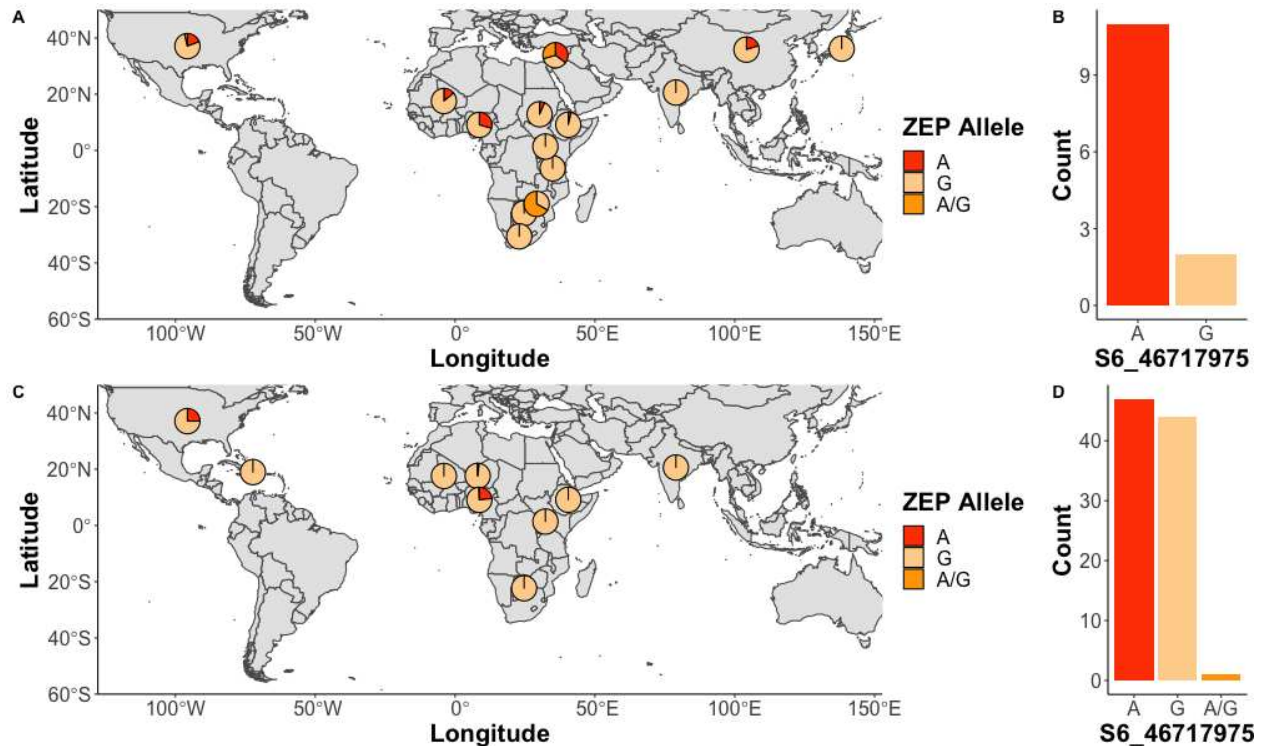 A
40°N
20°N
0°
20°S
40°S
60°S
Latitude
100°W
50°W
0°
50°E
100°E
150°E
Longitude
ZEP Allele
A
G
A/G
B
9
6
3
0
Count
A
G
S6_46717975
C
40°N
20°N
0°
20°S
40°S
60°S
Latitude
100°W
50°W
0°
50°E
100°E
150°E
Longitude
ZEP Allele
A
G
A/G
D
40
30
20
10
0
Count
A
G
A/G
S6_46717975